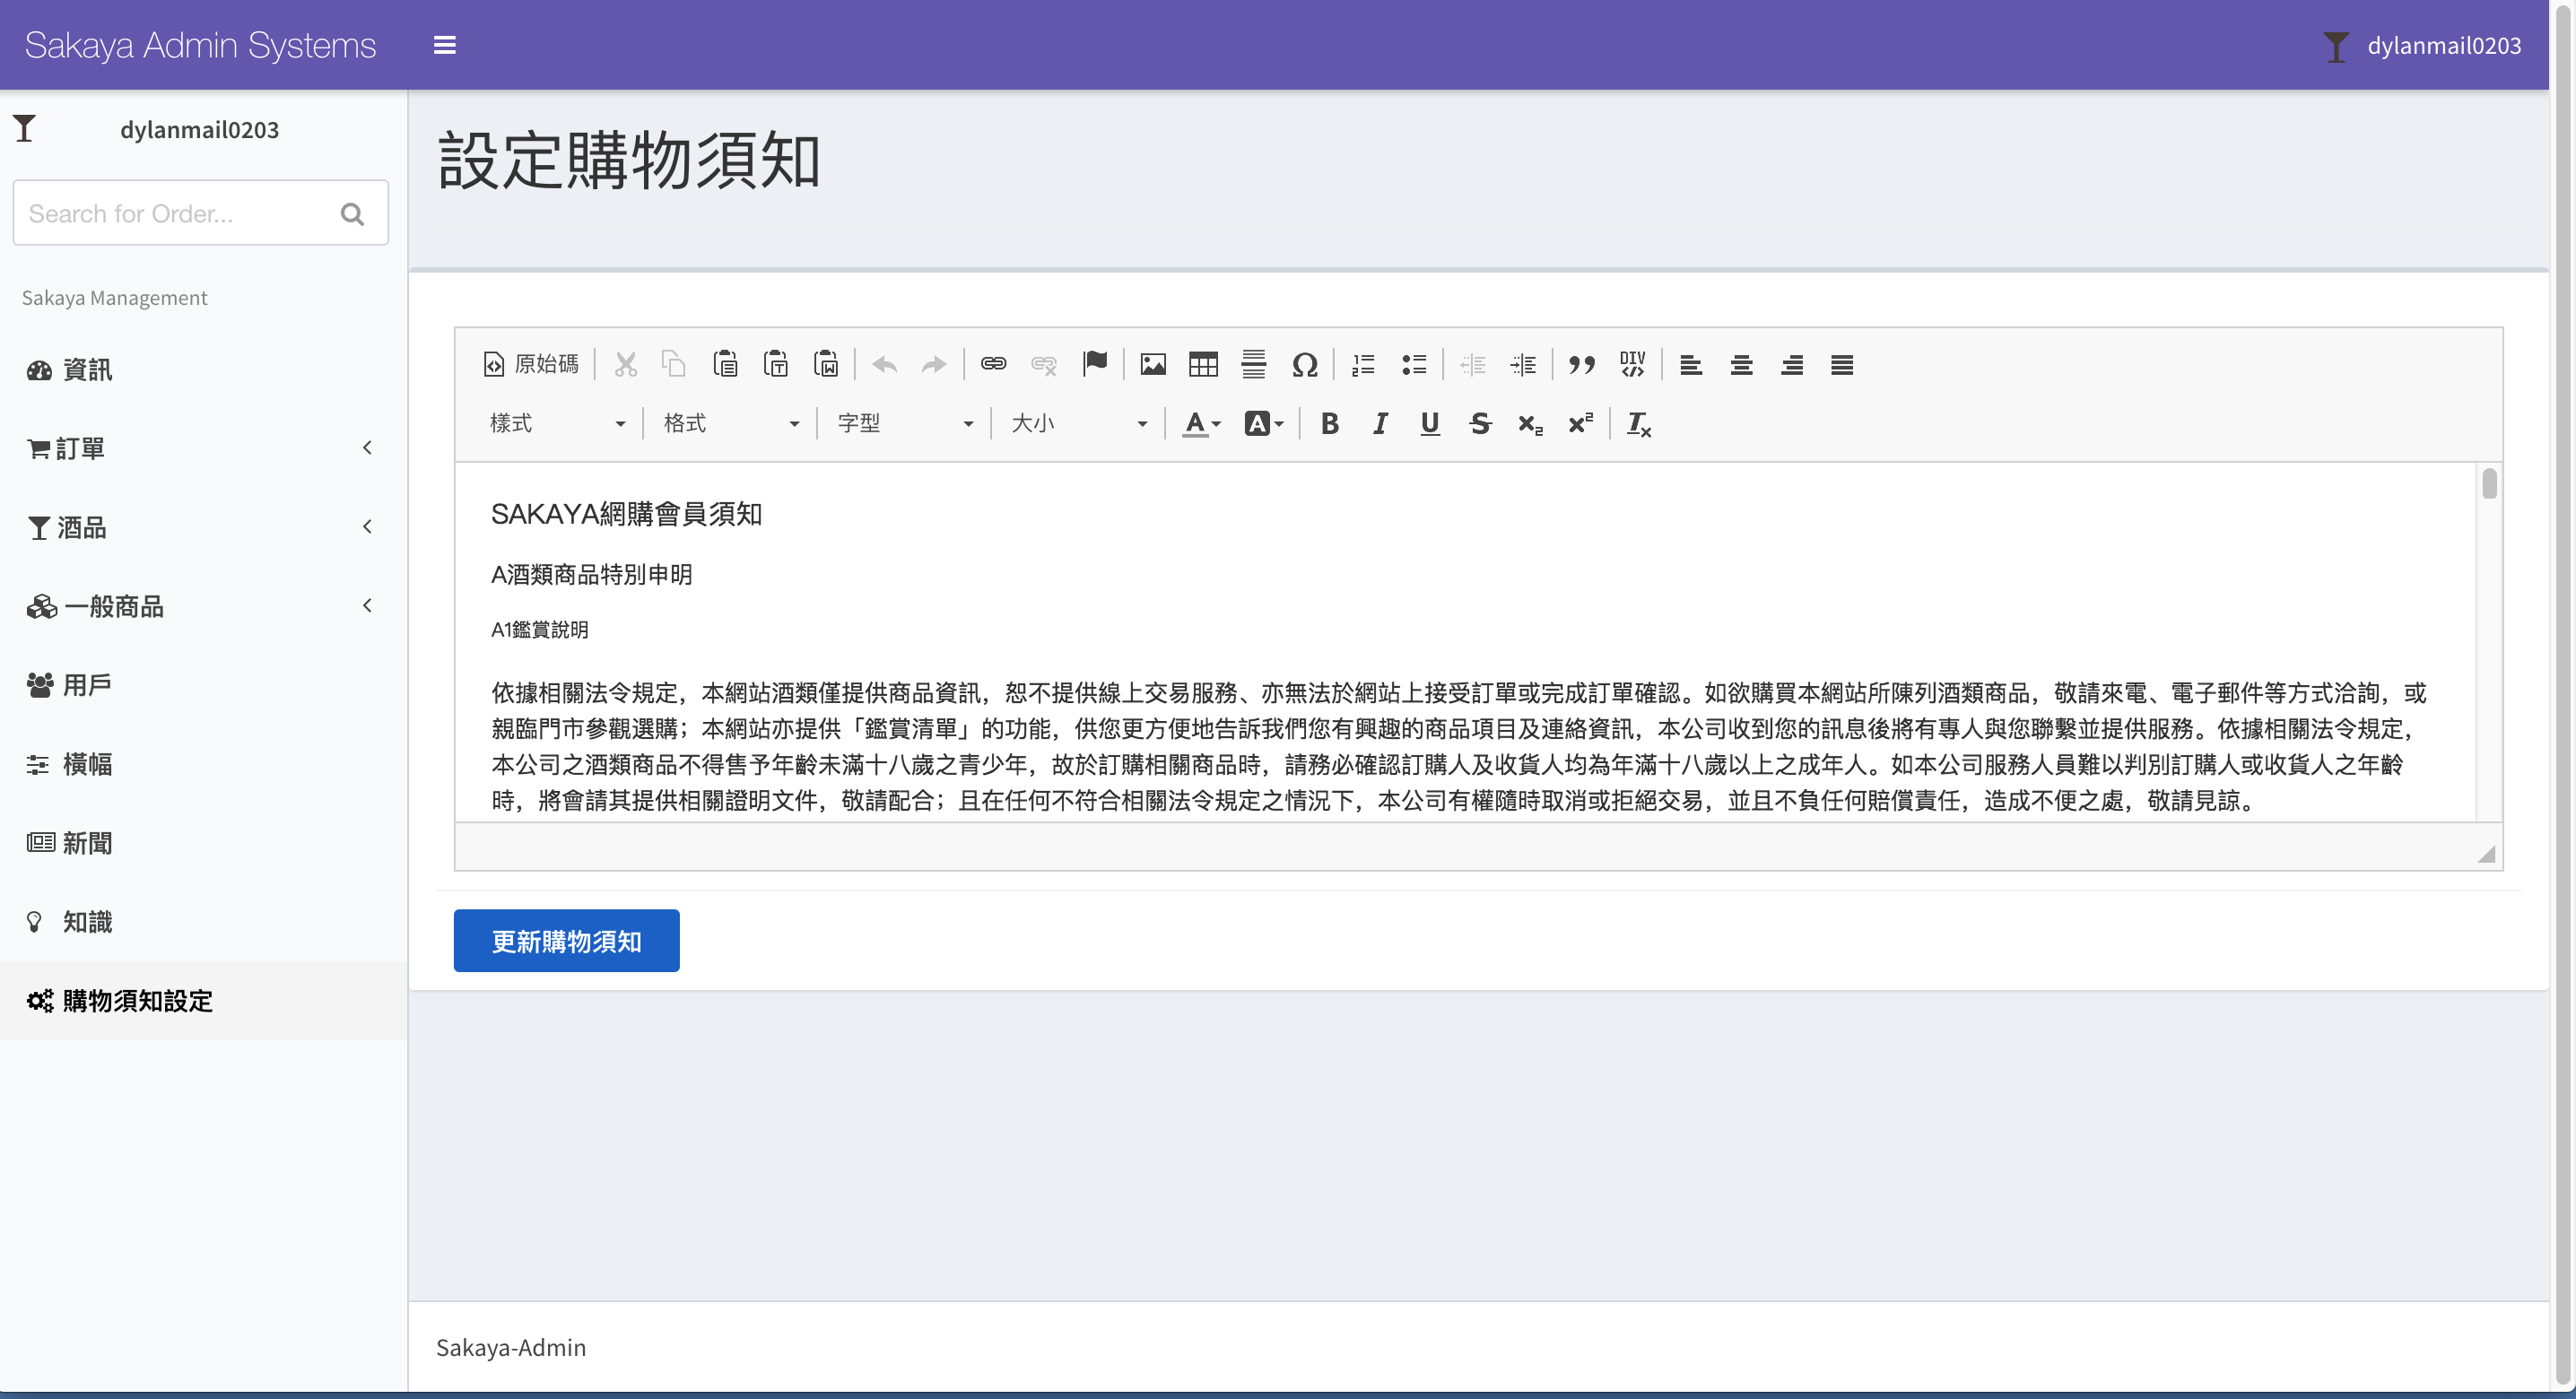 Sakaya Admin Systems
dylanmail0203
dylanmail0203
Search for Order...
Sakaya Management
資訊
訂單
酒品
一般商品
用戶
橫幅
新聞
知識
購物須知設定
設定購物須知
原始碼
樣式 格式 字型 大小
SAKAYA網購會員須知
A酒類商品特別申明
A1鑑賞說明
依據相關法令規定，本網站酒類僅提供商品資訊，恕不提供線上交易服務、亦無法於網站上接受訂單或完成訂單確認。如欲購買本網站所陳列酒類商品，敬請來電、電子郵件等方式洽詢，或
親臨門市參觀選購；本網站亦提供「鑑賞清單」的功能，供您更方便地告訴我們您有興趣的商品項目及連絡資訊，本公司收到您的訊息後將有專人與您聯繫並提供服務。依據相關法令規定，
本公司之酒類商品不得售予年齡未滿十八歲之青少年，故於訂購相關商品時，請務必確認訂購人及收貨人均為年滿十八歲以上之成年人。如本公司服務人員難以判別訂購人或收貨人之年齡
時，將會請其提供相關證明文件，敬請配合；且在任何不符合相關法令規定之情況下，本公司有權隨時取消或拒絕交易，並且不負任何賠償責任，造成不便之處，敬請見諒。
更新購物須知
Sakaya-Admin